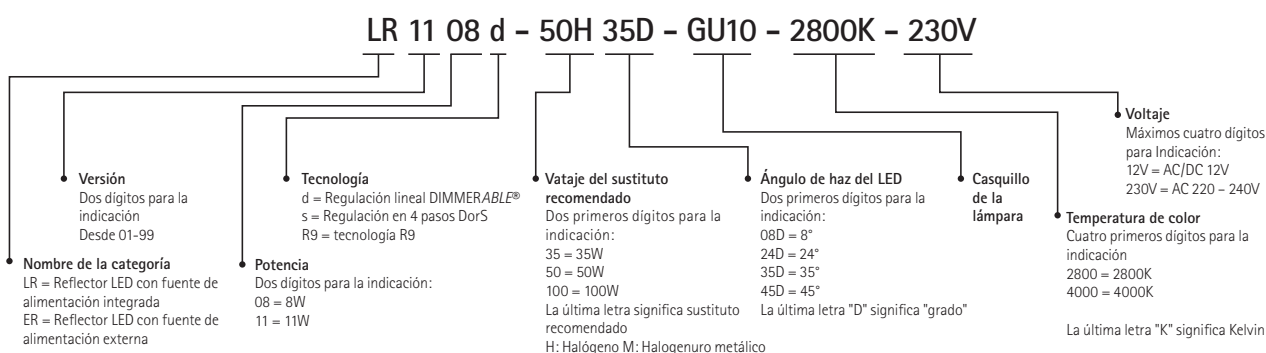 LR 11 08 d – 50H 35D – GU10 – 2800K – 230V
Voltaje
Máximos cuatro dígitos
para Indicación:
12V = AC/DC 12V
230V = AC 220 – 240V
Versión
Dos dígitos para la
indicación
Desde 01-99
Tecnología
d = Regulación lineal DIMMERABLE®
s = Regulación en 4 pasos DorS
R9 = tecnología R9
Vataje del sustituto
recomendado
Dos primeros dígitos para la
indicación:
35 = 35W
50 = 50W
100 = 100W
La última letra significa sustituto
recomendado
H: Halógeno M: Halogenuro metálico
Ángulo de haz del LED
Dos primeros dígitos para la
indicación:
08D = 8°
24D = 24°
35D = 35°
45D = 45°
La última letra "D" significa "grado"
Casquillo
de la
lámpara
Temperatura de color
Cuatro primeros dígitos para la
indicación
2800 = 2800K
4000 = 4000K
La última letra "K" significa Kelvin
Nombre de la categoría
LR = Reflector LED con fuente de
alimentación integrada
ER = Reflector LED con fuente de
alimentación externa
Potencia
Dos dígitos para la indicación:
08 = 8W
11 = 11W